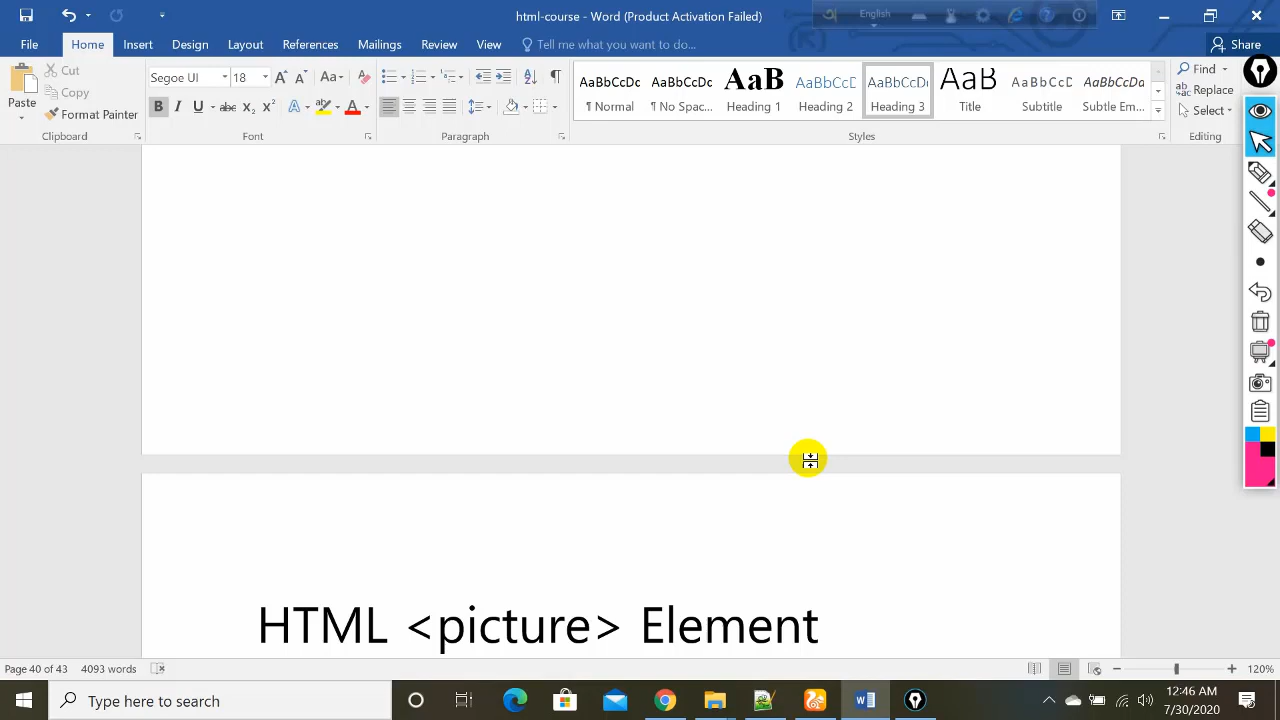 html-course - Word (Product Activation Failed)
English
File
Home
Insert
Design
Layout
References
Mailings
Review
View
Tell me what you want to do...
Share
Paste
Cut
Copy
Format Painter
Clipboard
Segoe UI
18
Font
Paragraph
AaBbCcDc
¶ Normal
AaBbCcDc
¶ No Spac...
AaB
Heading 1
AaBbCcD
Heading 2
AaBbCcDc
Heading 3
AaB
Title
AaBbCcD
Subtitle
AaBbCcDc
Subtle Em...
Styles
Find
Replace
Select
Editing
HTML <picture> Element
Page 40 of 43
4093 words
120%
Type here to search
12:46 AM
7/30/2020